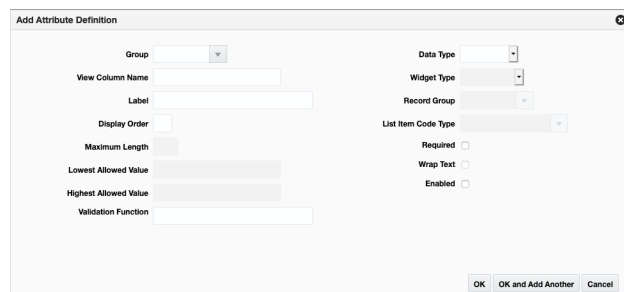 Add Attribute Definition
Group
View Column Name
Label
Display Order
Maximum Length
Lowest Allowed Value
Highest Allowed Value
Validation Function
Data Type
Widget Type
Record Group
List Item Code Type
Required
Wrap Text
Enabled
OK OK and Add Another Cancel